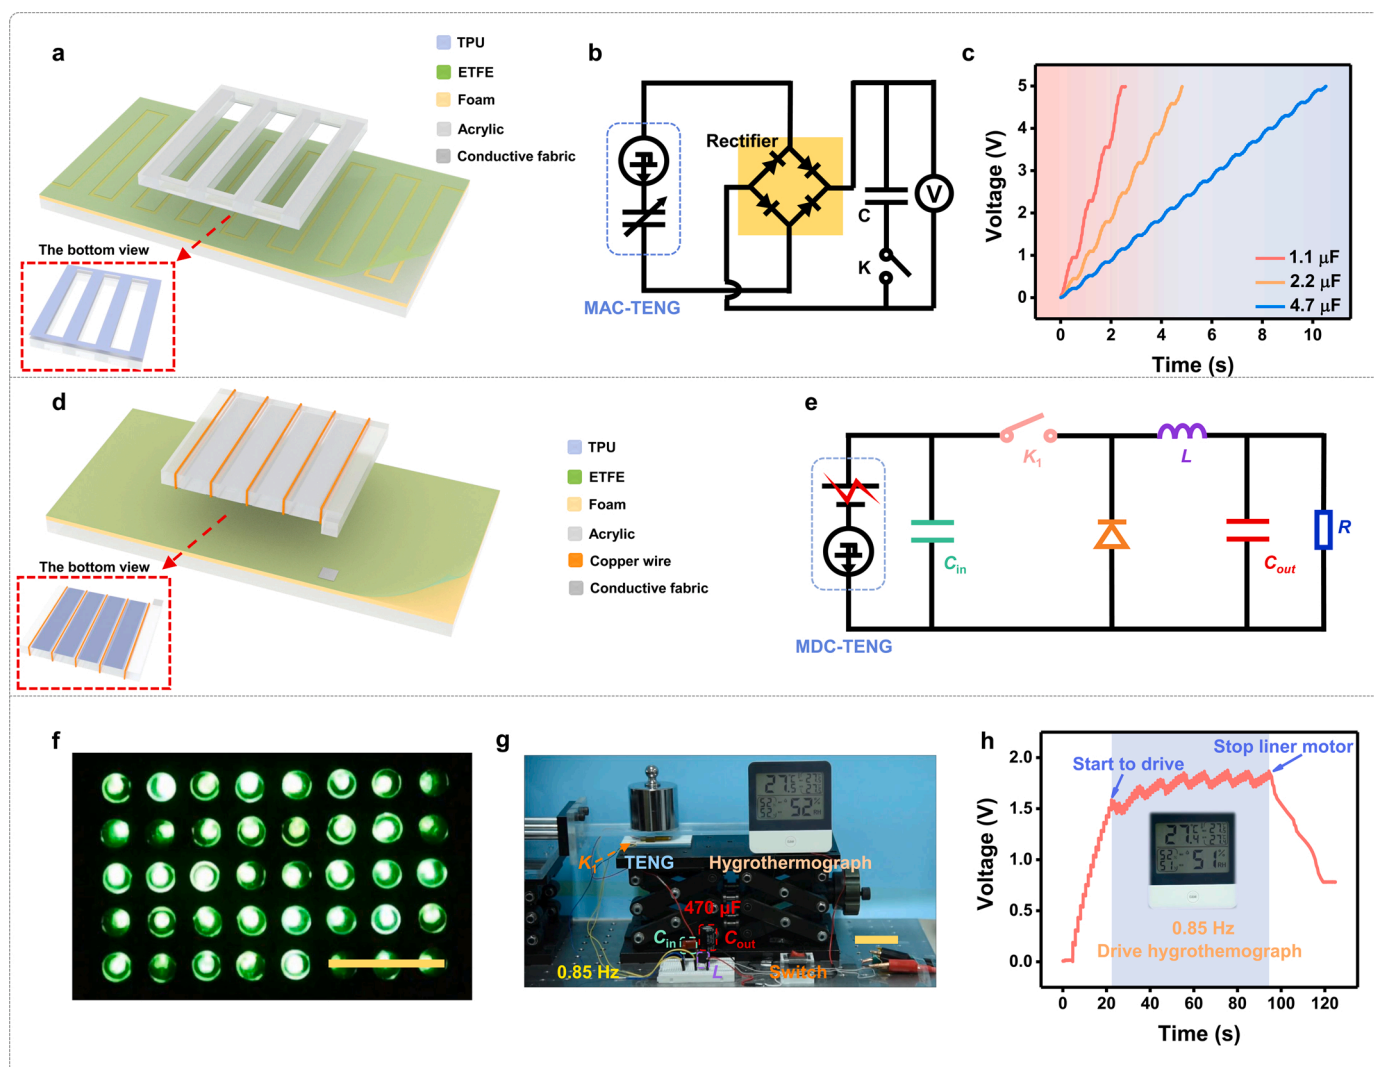 a
TPU
ETFE
Foam
Acrylic
Conductive fabric
The bottom view
b
Rectifier
C
K
V
MAC-TENG
c
Voltage (V)
5
4
3
2
1
0
1.1 μF
2.2 μF
4.7 μF
0 2 4 6 8 10
Time (s)
d
TPU
ETFE
Foam
Acrylic
Copper wire
Conductive fabric
The bottom view
e
K1
L
Cin
Cout
R
MDC-TENG
f
g
K1
TENG
Hygrothermograph
470 μF
Cin
Cout
0.85 Hz
L
Switch
h
Voltage (V)
2.0
1.5
1.0
0.5
0.0
Start to drive
Stop liner motor
0.85 Hz
Drive hygrothemograph
0 20 40 60 80 100 120
Time (s)